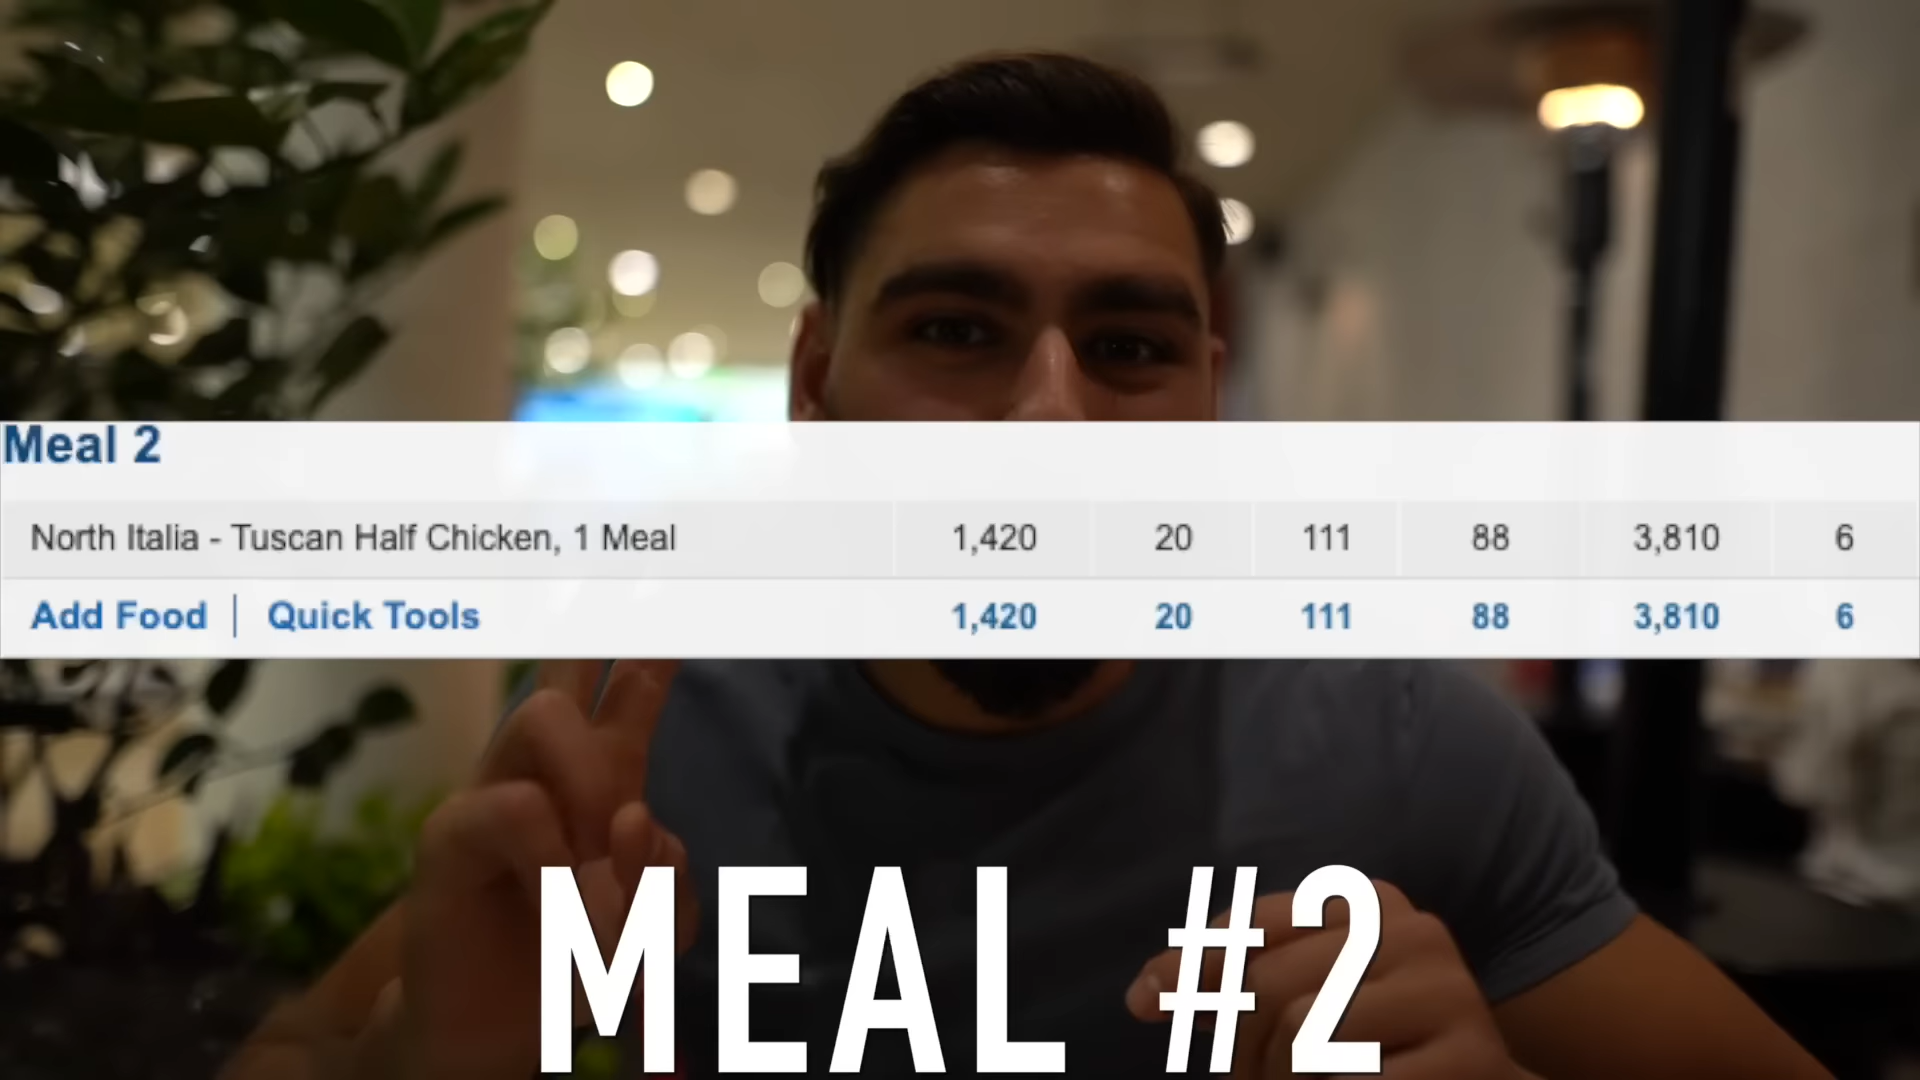 Meal 2
North Italia - Tuscan Half Chicken, 1 Meal 1,420 20 111 88 3,810 6
Add Food | Quick Tools 1,420 20 111 88 3,810 6
MEAL #2